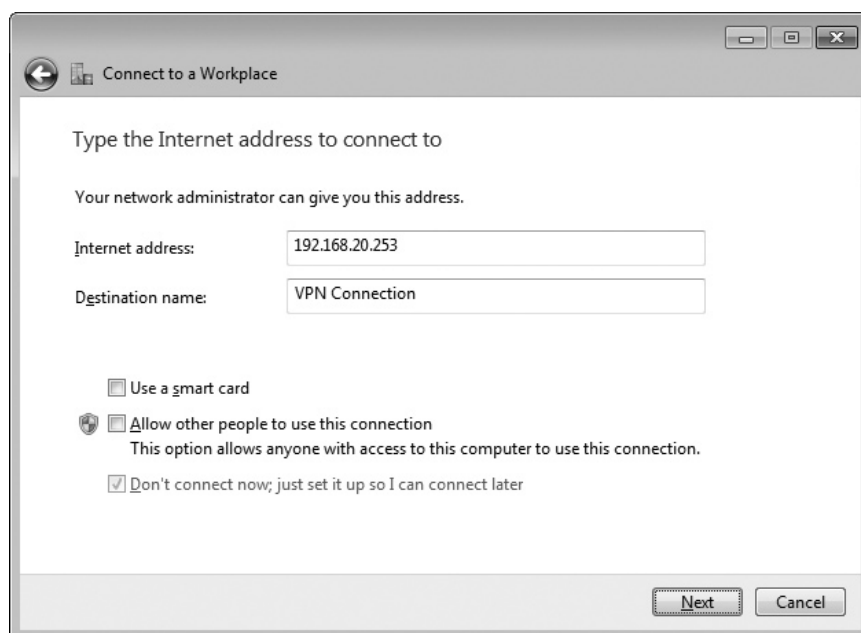 Connect to a Workplace
Type the Internet address to connect to
Your network administrator can give you this address.
Internet address: 192.168.20.253
Destination name: VPN Connection
Use a smart card
Allow other people to use this connection
This option allows anyone with access to this computer to use this connection.
Don't connect now; just set it up so I can connect later
Next Cancel